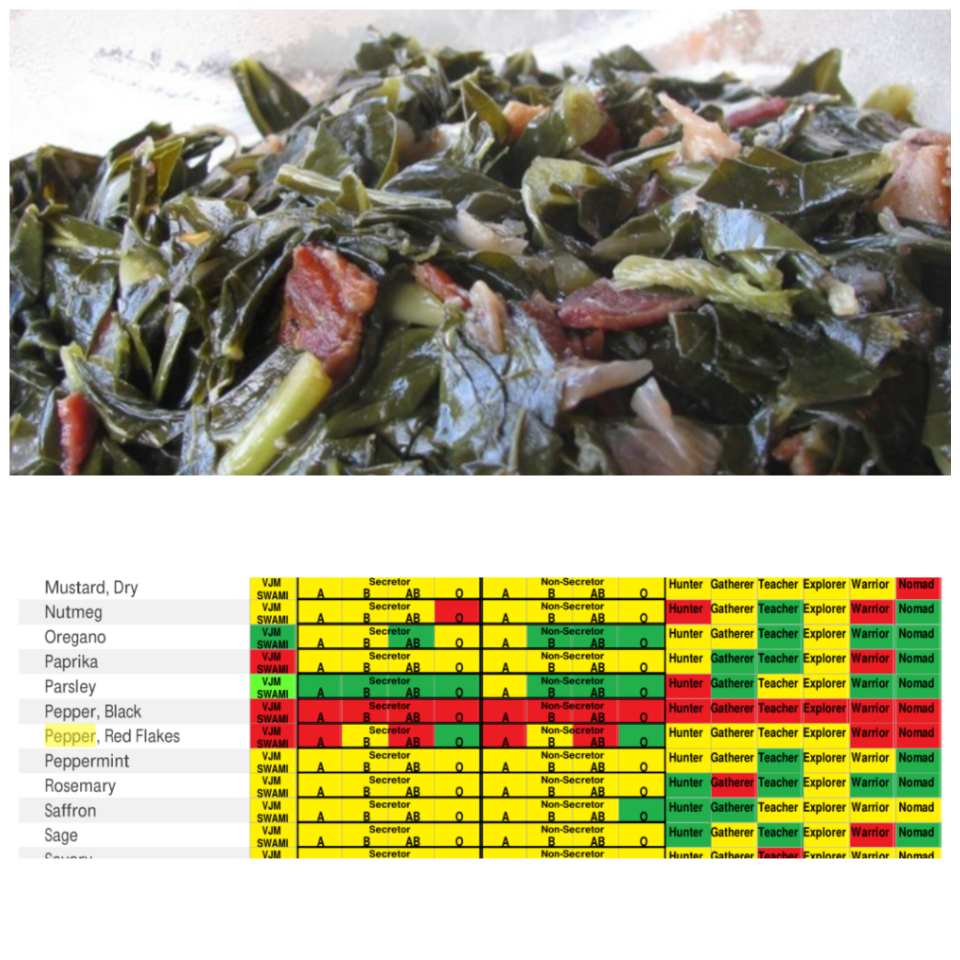 Mustard, Dry VJM SWAMI Secretor A B AB O Non-Secretor A B AB O Hunter Gatherer Teacher Explorer Warrior Nomad
Nutmeg VJM SWAMI Secretor A B AB O Non-Secretor A B AB O Hunter Gatherer Teacher Explorer Warrior Nomad
Oregano VJM SWAMI Secretor A B AB O Non-Secretor A B AB O Hunter Gatherer Teacher Explorer Warrior Nomad
Paprika VJM SWAMI Secretor A B AB O Non-Secretor A B AB O Hunter Gatherer Teacher Explorer Warrior Nomad
Parsley VJM SWAMI Secretor A B AB O Non-Secretor A B AB O Hunter Gatherer Teacher Explorer Warrior Nomad
Pepper, Black VJM SWAMI Secretor A B AB O Non-Secretor A B AB O Hunter Gatherer Teacher Explorer Warrior Nomad
Pepper, Red Flakes VJM SWAMI Secretor A B AB O Non-Secretor A B AB O Hunter Gatherer Teacher Explorer Warrior Nomad
Peppermint VJM SWAMI Secretor A B AB O Non-Secretor A B AB O Hunter Gatherer Teacher Explorer Warrior Nomad
Rosemary VJM SWAMI Secretor A B AB O Non-Secretor A B AB O Hunter Gatherer Teacher Explorer Warrior Nomad
Saffron VJM SWAMI Secretor A B AB O Non-Secretor A B AB O Hunter Gatherer Teacher Explorer Warrior Nomad
Sage VJM SWAMI Secretor A B AB O Non-Secretor A B AB O Hunter Gatherer Teacher Explorer Warrior Nomad
VJM Secretor Non-Secretor Hunter Gatherer Teacher Explorer Warrior Nomad